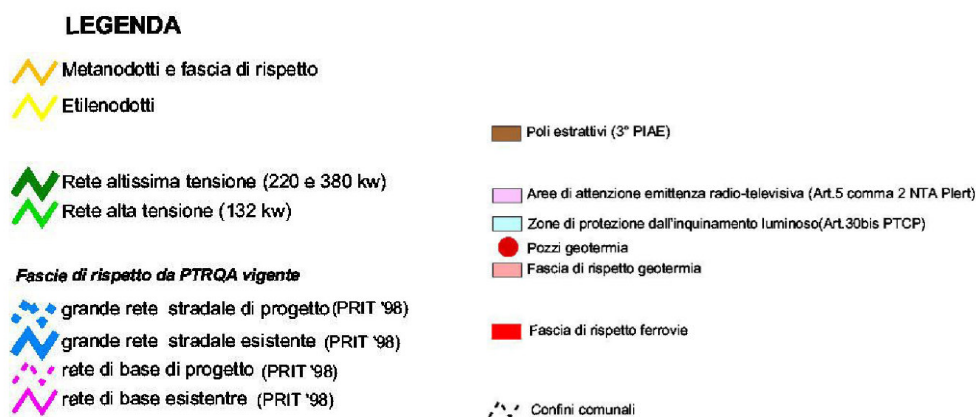 LEGENDA
Metanodotti e fascia di rispetto
Etilenodotti
Rete altissima tensione (220 e 380 kw)
Rete alta tensione (132 kw)
Fascie di rispetto da PTRQA vigente
grande rete stradale di progetto (PRIT '98)
grande rete stradale esistente (PRIT '98)
rete di base di progetto (PRIT '98)
rete di base esistentre (PRIT '98)
Poli estrattivi (3° PIAE)
Aree di attenzione emittenza radio-televisiva (Art.5 comma 2 NTA Plert)
Zone di protezione dall'inquinamento luminoso(Art.30bis PTCP)
Pozzi geotermia
Fascia di rispetto geotermia
Fascia di rispetto ferrovie
Confini comunali